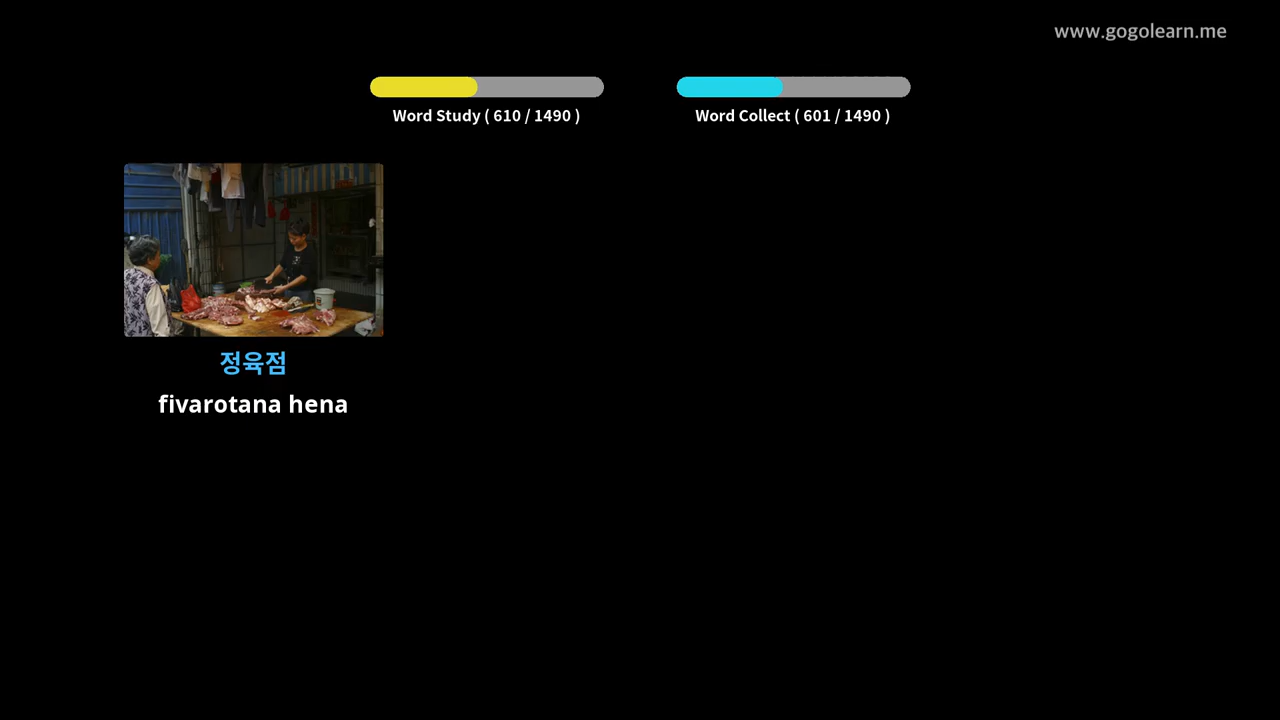 www.gogolearn.me
Word Study ( 610 / 1490 )
Word Collect ( 601 / 1490 )
정육점
fivarotana hena